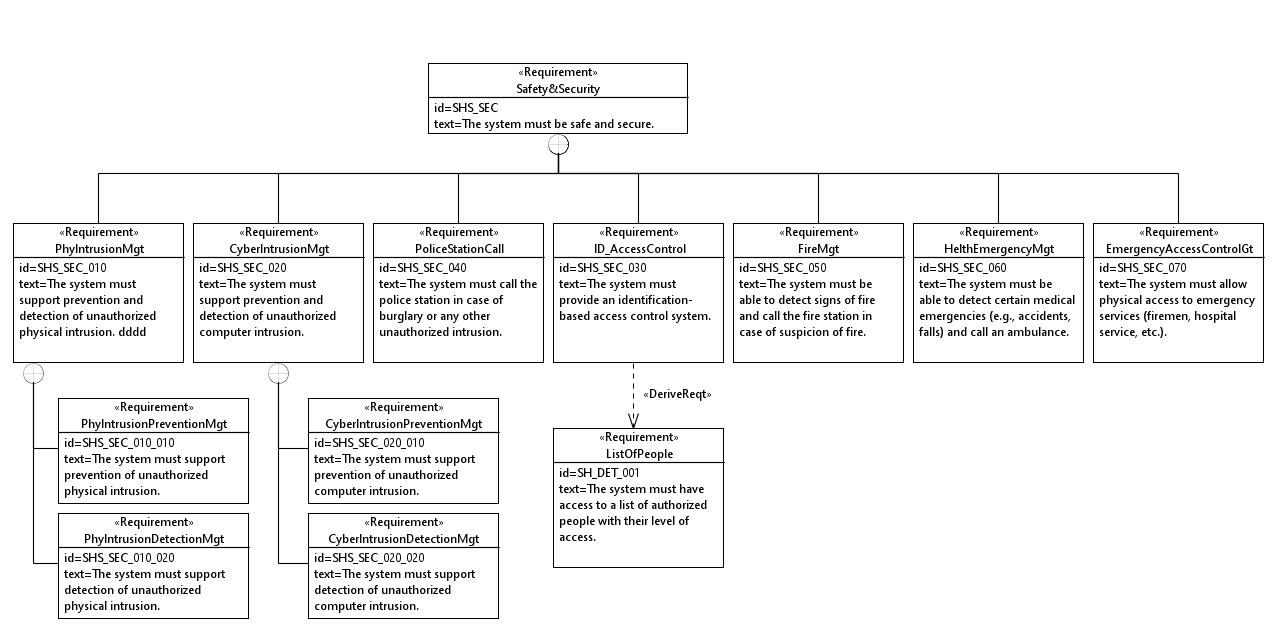 «Requirement»
Safety&Security
id=SHS_SEC
text=The system must be safe and secure.
«Requirement»
PhyIntrusionMgt
id=SHS_SEC_010
text=The system must
support prevention and
detection of unauthorized
physical intrusion. dddd
«Requirement»
CyberIntrusionMgt
id=SHS_SEC_020
text=The system must
support prevention and
detection of unauthorized
computer intrusion.
«Requirement»
PoliceStationCall
id=SHS_SEC_040
text=The system must call the
police station in case of
burglary or any other
unauthorized intrusion.
«Requirement»
ID_AccessControl
id=SHS_SEC_030
text=The system must
provide an identification-
based access control system.
«Requirement»
FireMgt
id=SHS_SEC_050
text=The system must be
able to detect signs of fire
and call the fire station in
case of suspicion of fire.
«Requirement»
HelthEmergencyMgt
id=SHS_SEC_060
text=The system must be
able to detect certain medical
emergencies (e.g., accidents,
falls) and call an ambulance.
«Requirement»
EmergencyAccessControlGt
id=SHS_SEC_070
text=The system must allow
physical access to emergency
services (firemen, hospital
service, etc.).
«Requirement»
PhyIntrusionPreventionMgt
id=SHS_SEC_010_010
text=The system must support
prevention of unauthorized
physical intrusion.
«Requirement»
PhyIntrusionDetectionMgt
id=SHS_SEC_010_020
text=The system must support
detection of unauthorized
physical intrusion.
«Requirement»
CyberIntrusionPreventionMgt
id=SHS_SEC_020_010
text=The system must support
prevention of unauthorized
computer intrusion.
«Requirement»
CyberIntrusionDetectionMgt
id=SHS_SEC_020_020
text=The system must support
detection of unauthorized
computer intrusion.
«DeriveReqt»
«Requirement»
ListOfPeople
id=SH_DET_001
text=The system must have
access to a list of authorized
people with their level of
access.